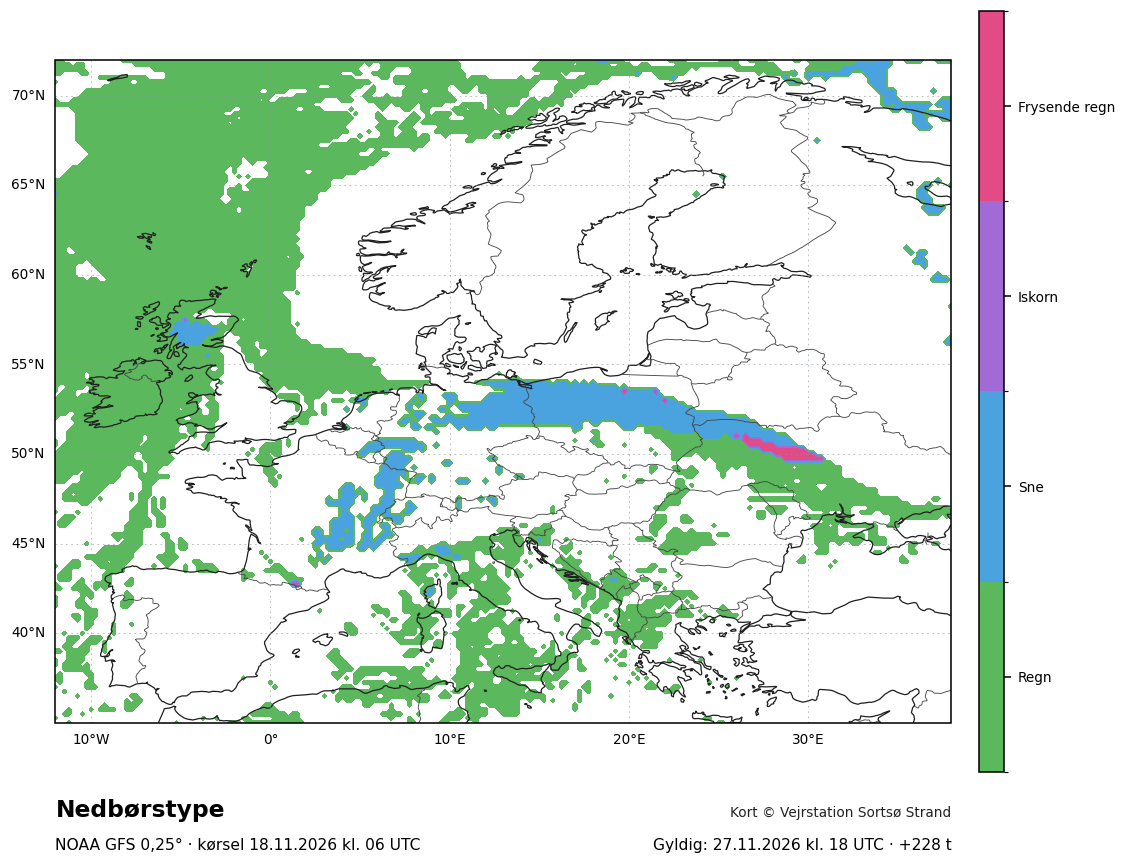 Frysende regn
Iskorn
Sne
Regn
70°N
65°N
60°N
55°N
50°N
45°N
40°N
10°W
0°
10°E
20°E
30°E
Nedbørstype
Kort © Vejrstation Sortsø Strand
NOAA GFS 0,25° · kørsel 18.11.2026 kl. 06 UTC
Gyldig: 27.11.2026 kl. 18 UTC · +228 t